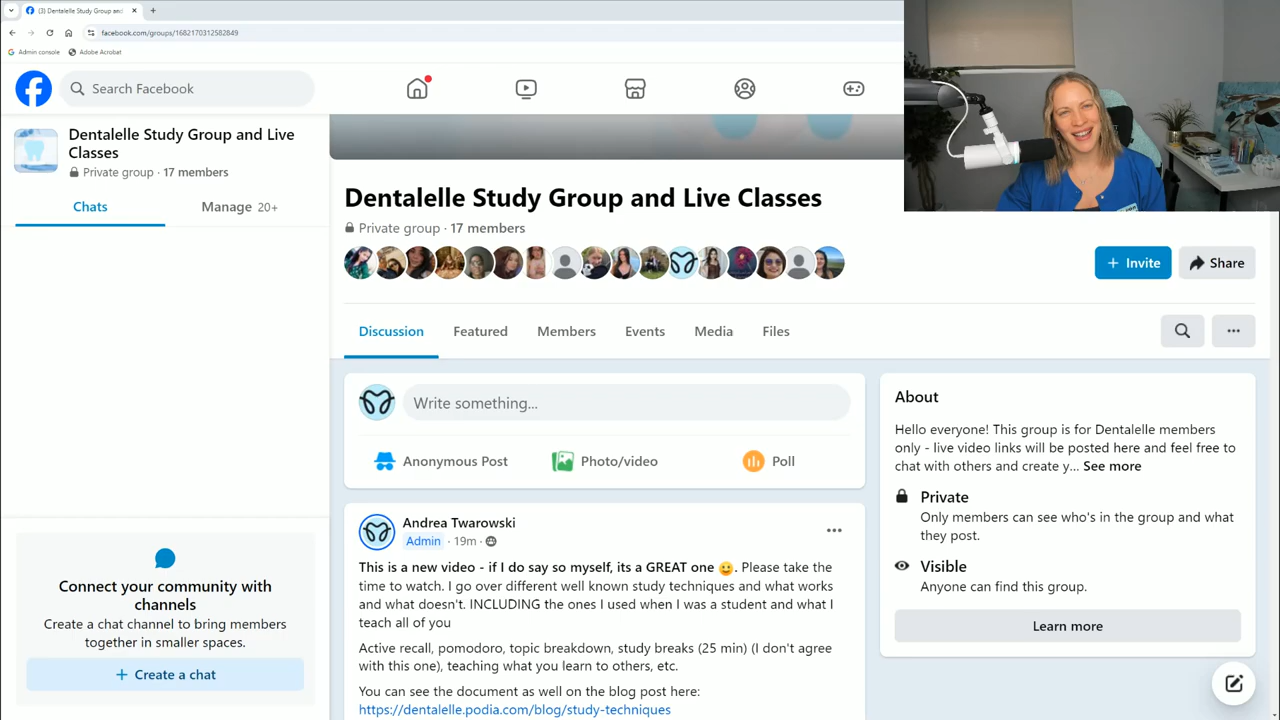 (3) Dentalelle Study Group and
facebook.com/groups/1682170312582849
Admin console
Adobe Acrobat
Search Facebook
Dentalelle Study Group and Live
Classes
Private group · 17 members
Chats
Manage 20+
Connect your community with
channels
Create a chat channel to bring members
together in smaller spaces.
+ Create a chat
Dentalelle Study Group and Live Classes
Private group · 17 members
+ Invite
Share
Discussion
Featured
Members
Events
Media
Files
Write something...
Anonymous Post
Photo/video
Poll
Andrea Twarowski
Admin · 19m ·
This is a new video - if I do say so myself, its a GREAT one 😃. Please take the
time to watch. I go over different well known study techniques and what works
and what doesn't. INCLUDING the ones I used when I was a student and what I
teach all of you
Active recall, pomodoro, topic breakdown, study breaks (25 min) (I don't agree
with this one), teaching what you learn to others, etc.
You can see the document as well on the blog post here:
https://dentalelle.podia.com/blog/study-techniques
About
Hello everyone! This group is for Dentalelle members
only - live video links will be posted here and feel free to
chat with others and create y... See more
Private
Only members can see who's in the group and what
they post.
Visible
Anyone can find this group.
Learn more